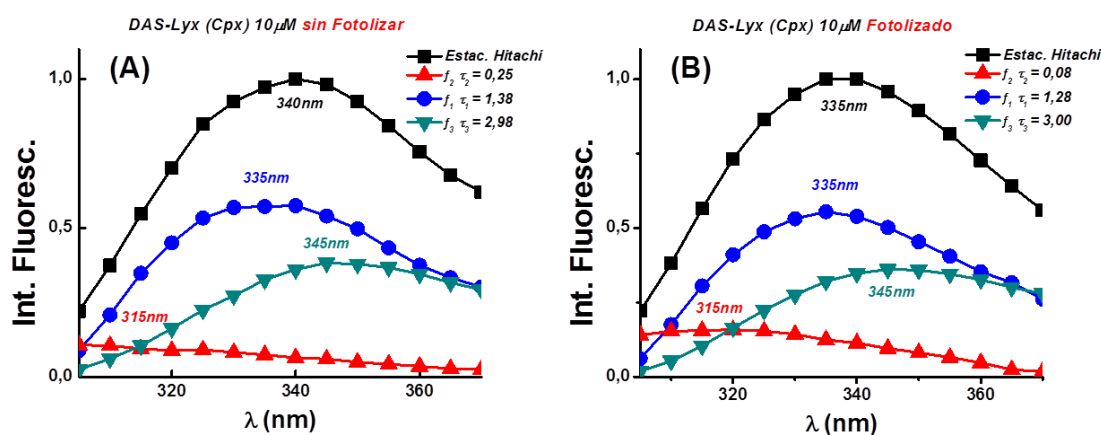 DAS-Lyx (Cpx) 10μM sin Fotolizar
(A)
Estac. Hitachi
f₂ τ₂ = 0,25
f₁ τ₁ = 1,38
f₃ τ₃ = 2,98
340nm
335nm
345nm
315nm
1,0
0,5
0,0
Int. Fluoresc.
320 340 360
λ (nm)
DAS-Lyx (Cpx) 10μM Fotolizado
(B)
Estac. Hitachi
f₂ τ₂ = 0,08
f₁ τ₁ = 1,28
f₃ τ₃ = 3,00
335nm
335nm
345nm
315nm
1,0
0,5
0,0
Int. Fluoresc.
320 340 360
λ (nm)